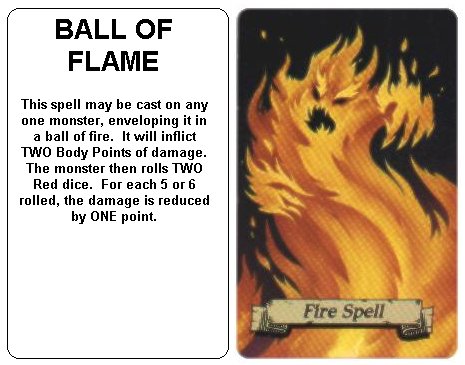 BALL OF
FLAME
This spell may be cast on any
one monster, enveloping it in
a ball of fire.  It will inflict
TWO Body Points of damage.
The monster then rolls TWO
Red dice.  For each 5 or 6
rolled, the damage is reduced
by ONE point.
Fire Spell